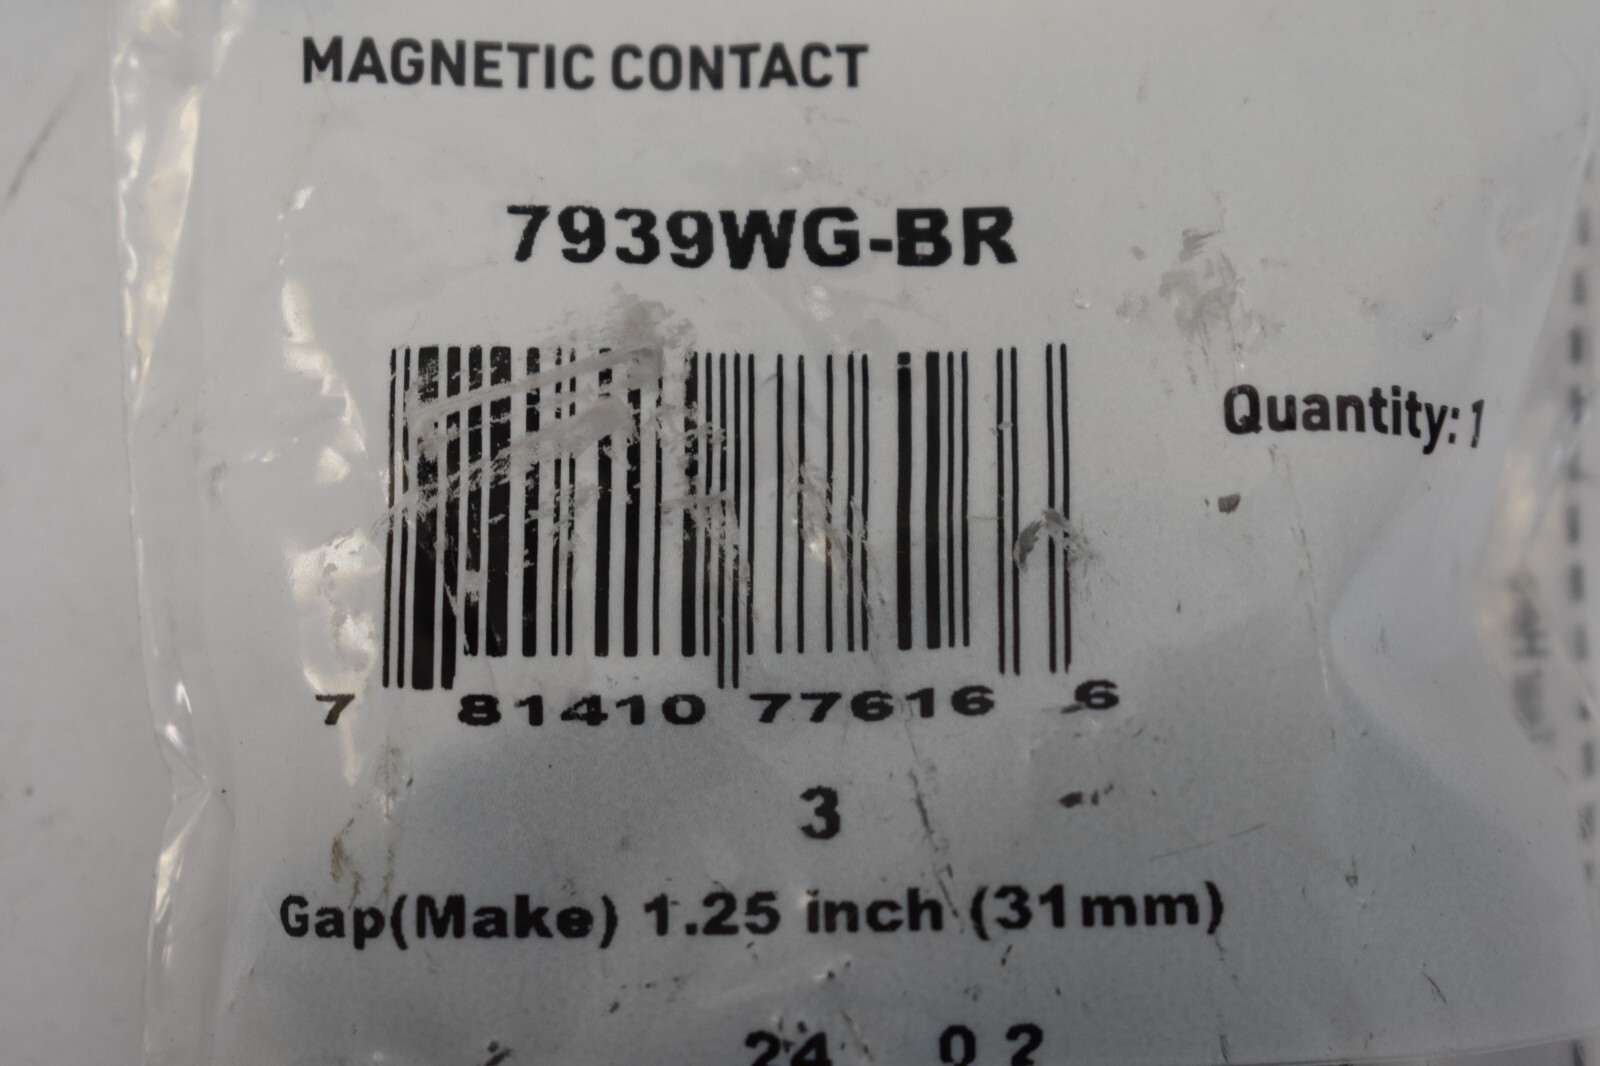 MAGNETIC CONTACT
7939WG-BR
Quantity: 1
7 81410 77616 6
3
Gap(Make) 1.25 inch (31mm)
24 02